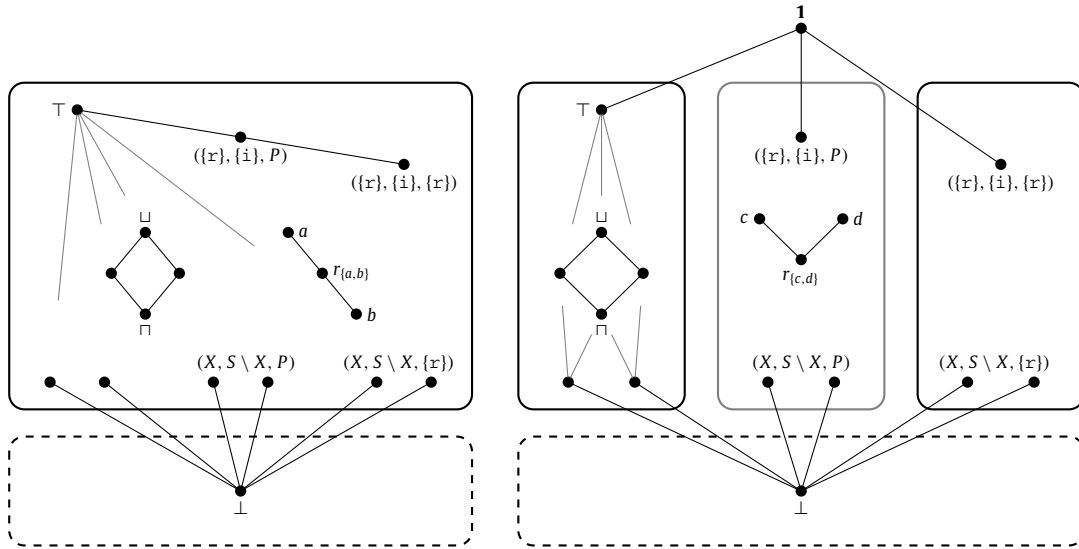 1
⊤
({r}, {i}, P)
({r}, {i}, {r})
⊔
a
r{a,b}
b
⊓
(X, S \ X, P)
(X, S \ X, {r})
⊥
⊤
({r}, {i}, P)
({r}, {i}, {r})
⊔
c
d
r{c,d}
⊓
(X, S \ X, P)
(X, S \ X, {r})
⊥